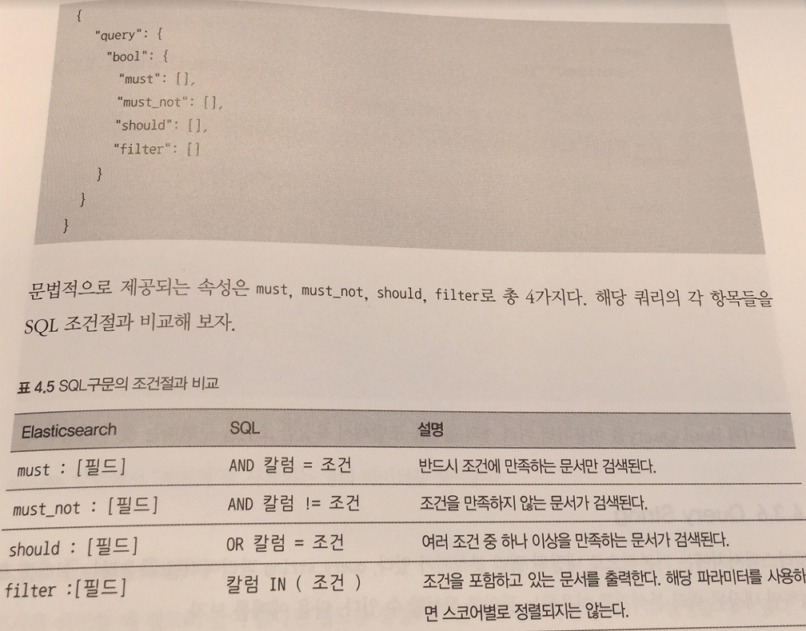 {
"query": {
"bool": {
"must": [],
"must_not": [],
"should": [],
"filter": []
}
}
}
문법적으로 제공되는 속성은 must, must_not, should, filter로 총 4가지다. 해당 쿼리의 각 항목들을
SQL 조건절과 비교해 보자.
표 4.5 SQL구문의 조건절과 비교
Elasticsearch SQL 설명
must : [필드] AND 칼럼 = 조건 반드시 조건에 만족하는 문서만 검색된다.
must_not : [필드] AND 칼럼 != 조건 조건을 만족하지 않는 문서가 검색된다.
should : [필드] OR 칼럼 = 조건 여러 조건 중 하나 이상을 만족하는 문서가 검색된다.
filter :[필드] 칼럼 IN ( 조건 ) 조건을 포함하고 있는 문서를 출력한다. 해당 파라미터를 사용하
면 스코어별로 정렬되지는 않는다.